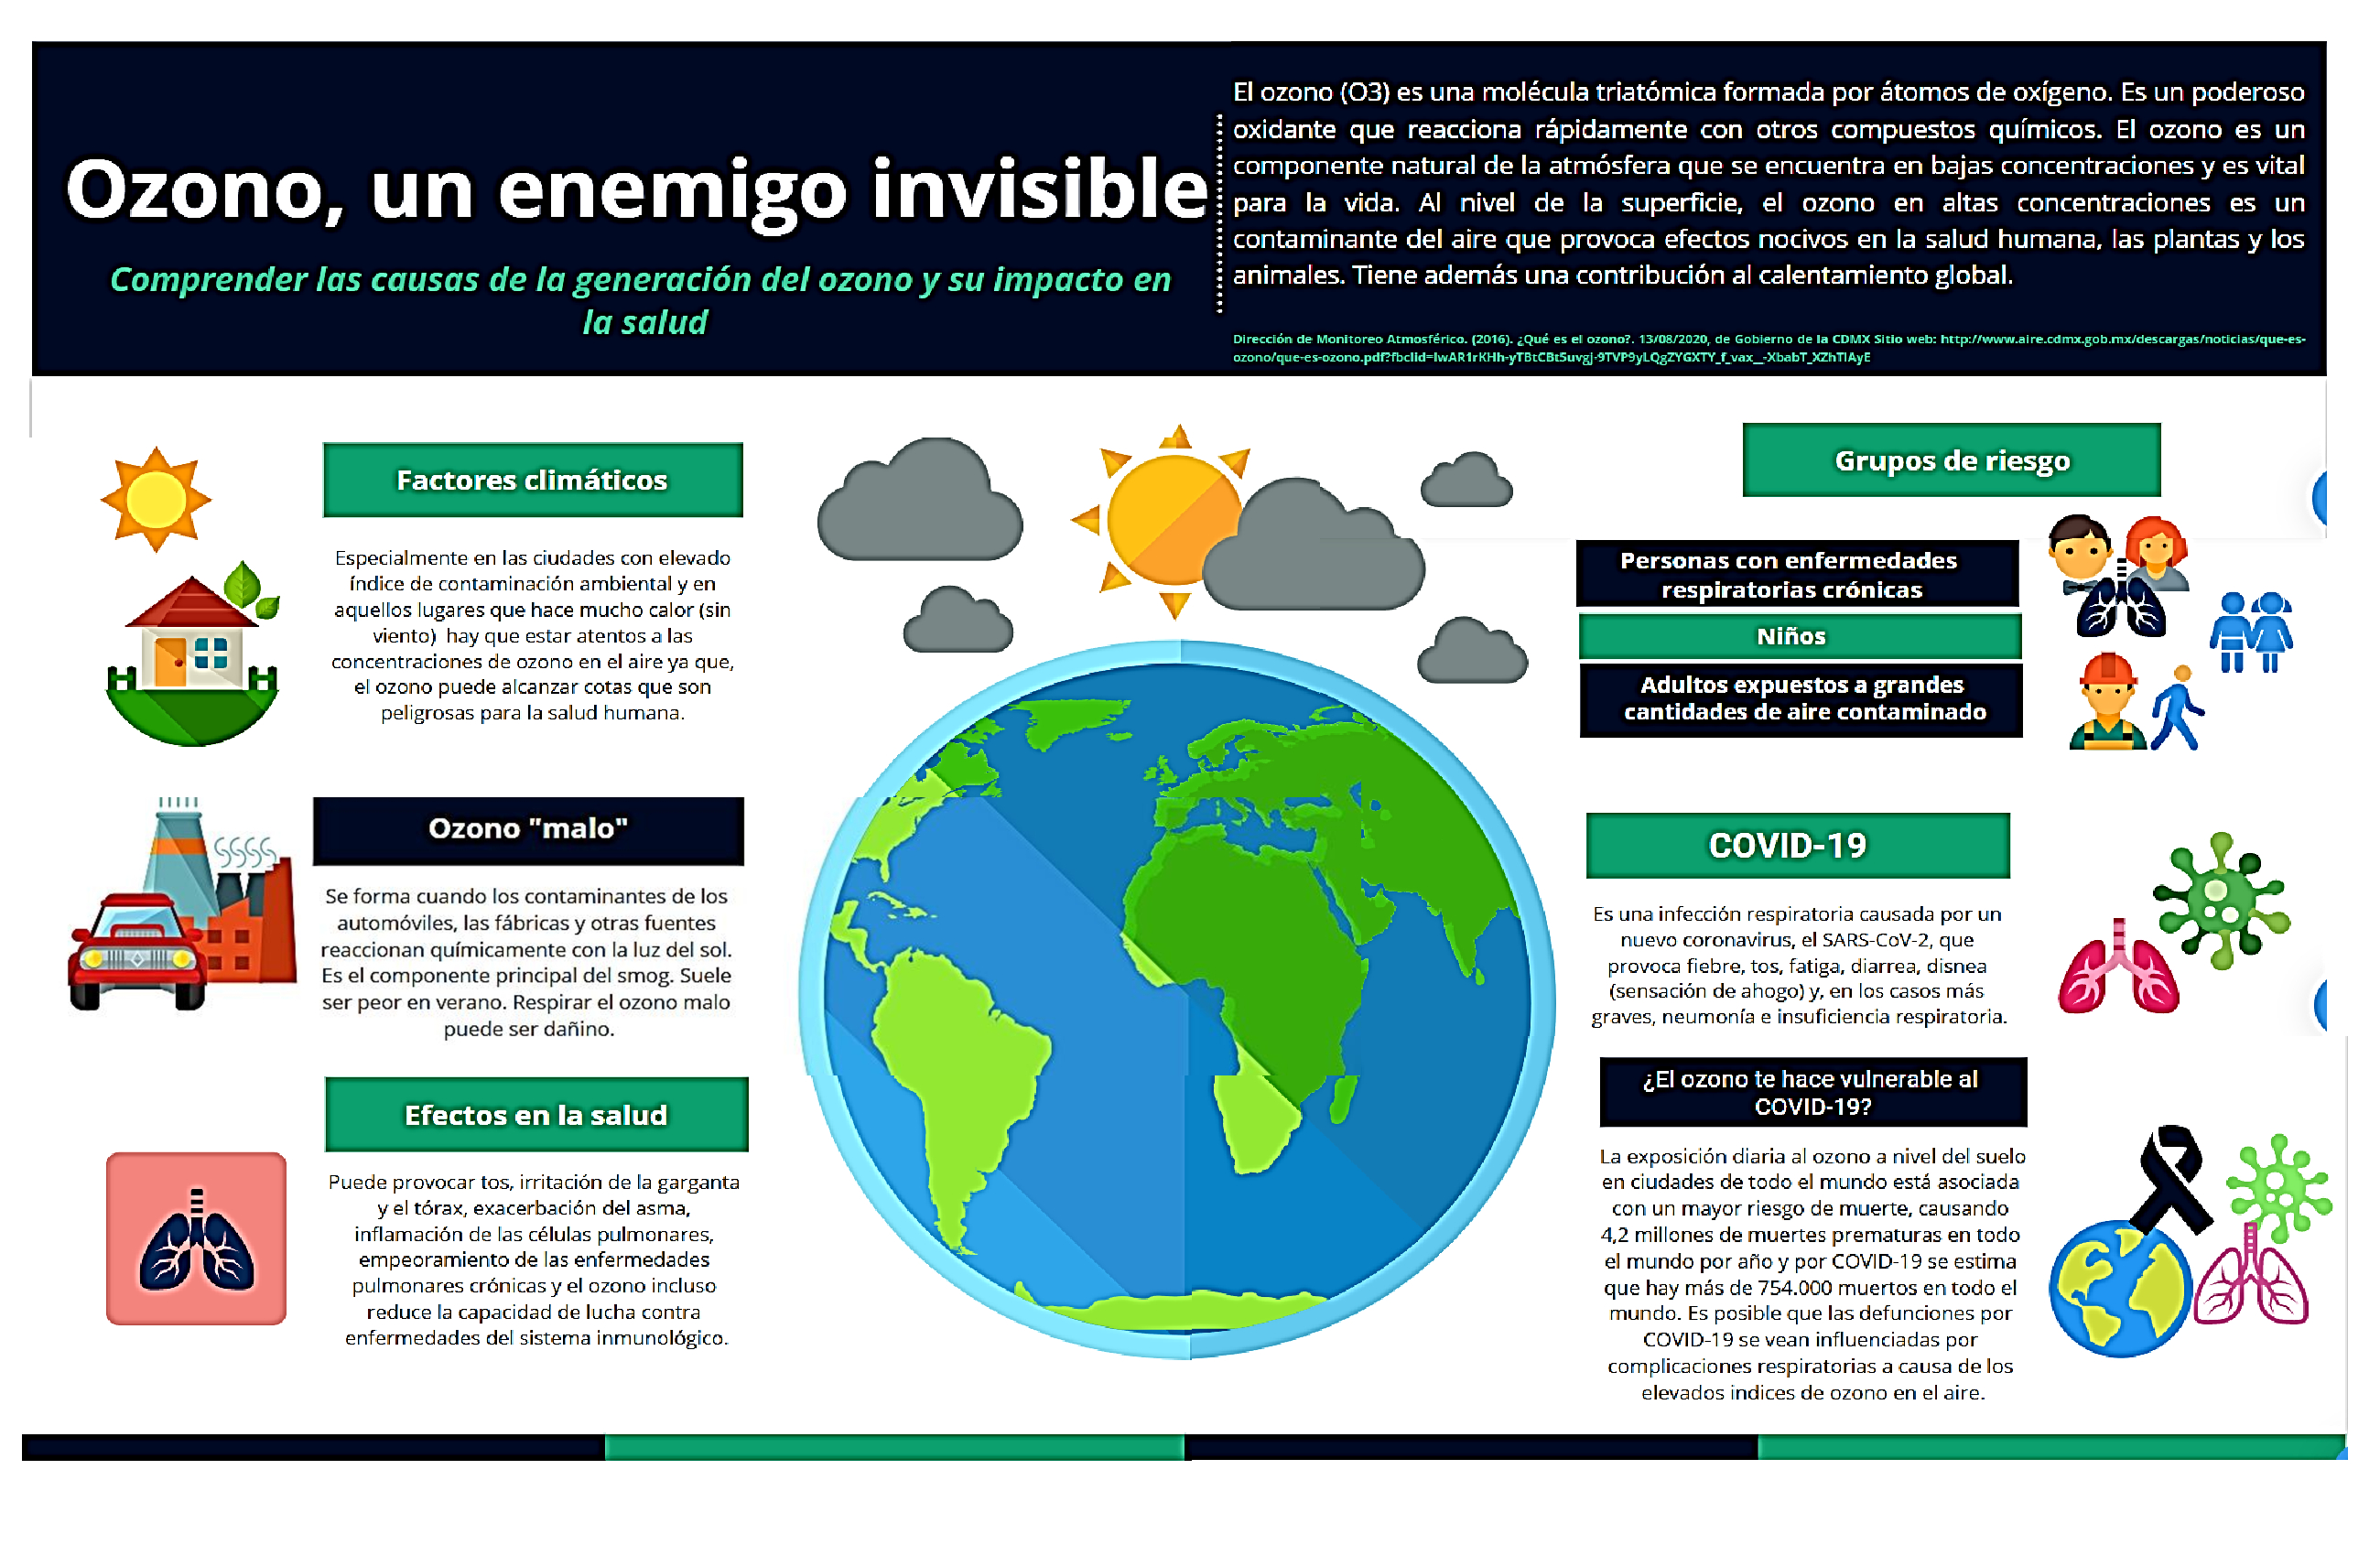 Ozono, un enemigo invisible
Comprender las causas de la generación del ozono y su impacto en
la salud
El ozono (O3) es una molécula triatómica formada por átomos de oxígeno. Es un poderoso
oxidante que reacciona rápidamente con otros compuestos químicos. El ozono es un
componente natural de la atmósfera que se encuentra en bajas concentraciones y es vital
para la vida. Al nivel de la superficie, el ozono en altas concentraciones es un
contaminante del aire que provoca efectos nocivos en la salud humana, las plantas y los
animales. Tiene además una contribución al calentamiento global.
Dirección de Monitoreo Atmosférico. (2016). ¿Qué es el ozono?. 13/08/2020, de Gobierno de la CDMX Sitio web: http://www.aire.cdmx.gob.mx/descargas/noticias/que-es-
ozono/que-es-ozono.pdf?fbclid=IwAR1rKHh-yTBtCBt5uvgj-9TVP9yLQgZYGXTY_f_vax__-XbabT_XZhTlAyE
Factores climáticos
Especialmente en las ciudades con elevado
índice de contaminación ambiental y en
aquellos lugares que hace mucho calor (sin
viento) hay que estar atentos a las
concentraciones de ozono en el aire ya que,
el ozono puede alcanzar cotas que son
peligrosas para la salud humana.
Ozono "malo"
Se forma cuando los contaminantes de los
automóviles, las fábricas y otras fuentes
reaccionan químicamente con la luz del sol.
Es el componente principal del smog. Suele
ser peor en verano. Respirar el ozono malo
puede ser dañino.
Efectos en la salud
Puede provocar tos, irritación de la garganta
y el tórax, exacerbación del asma,
inflamación de las células pulmonares,
empeoramiento de las enfermedades
pulmonares crónicas y el ozono incluso
reduce la capacidad de lucha contra
enfermedades del sistema inmunológico.
Grupos de riesgo
Personas con enfermedades
respiratorias crónicas
Niños
Adultos expuestos a grandes
cantidades de aire contaminado
COVID-19
Es una infección respiratoria causada por un
nuevo coronavirus, el SARS-CoV-2, que
provoca fiebre, tos, fatiga, diarrea, disnea
(sensación de ahogo) y, en los casos más
graves, neumonía e insuficiencia respiratoria.
¿El ozono te hace vulnerable al
COVID-19?
La exposición diaria al ozono a nivel del suelo
en ciudades de todo el mundo está asociada
con un mayor riesgo de muerte, causando
4,2 millones de muertes prematuras en todo
el mundo por año y por COVID-19 se estima
que hay más de 754.000 muertos en todo el
mundo. Es posible que las defunciones por
COVID-19 se vean influenciadas por
complicaciones respiratorias a causa de los
elevados indices de ozono en el aire.